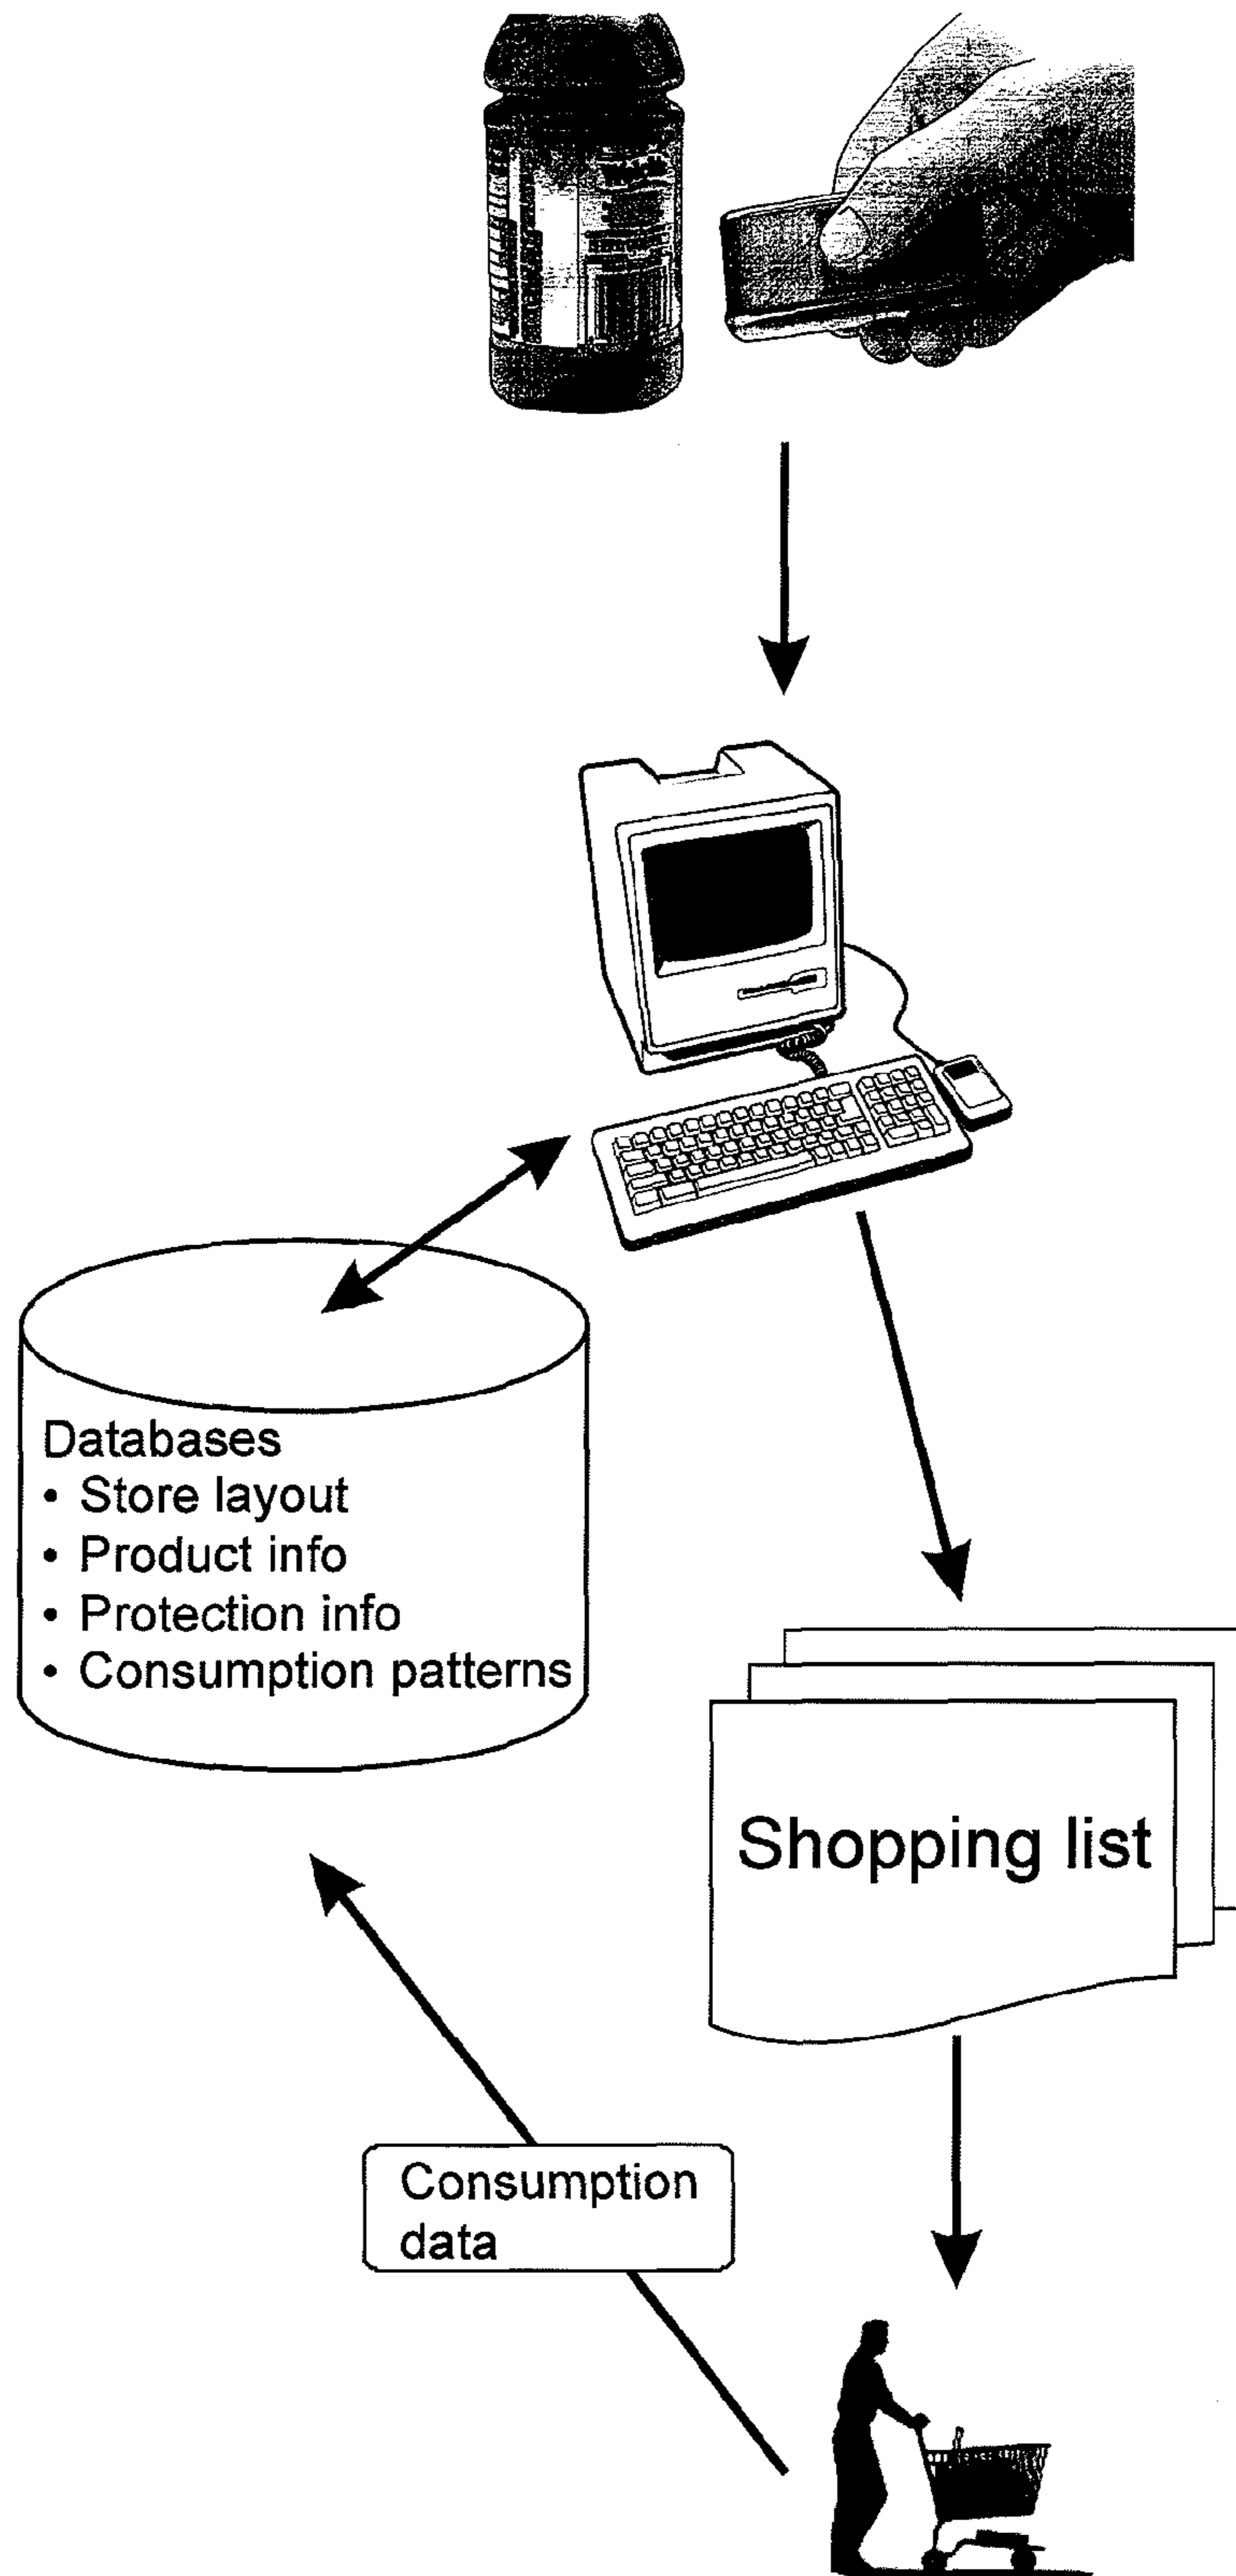 Databases
• Store layout
• Product info
• Protection info
• Consumption patterns
Shopping list
Consumption
data